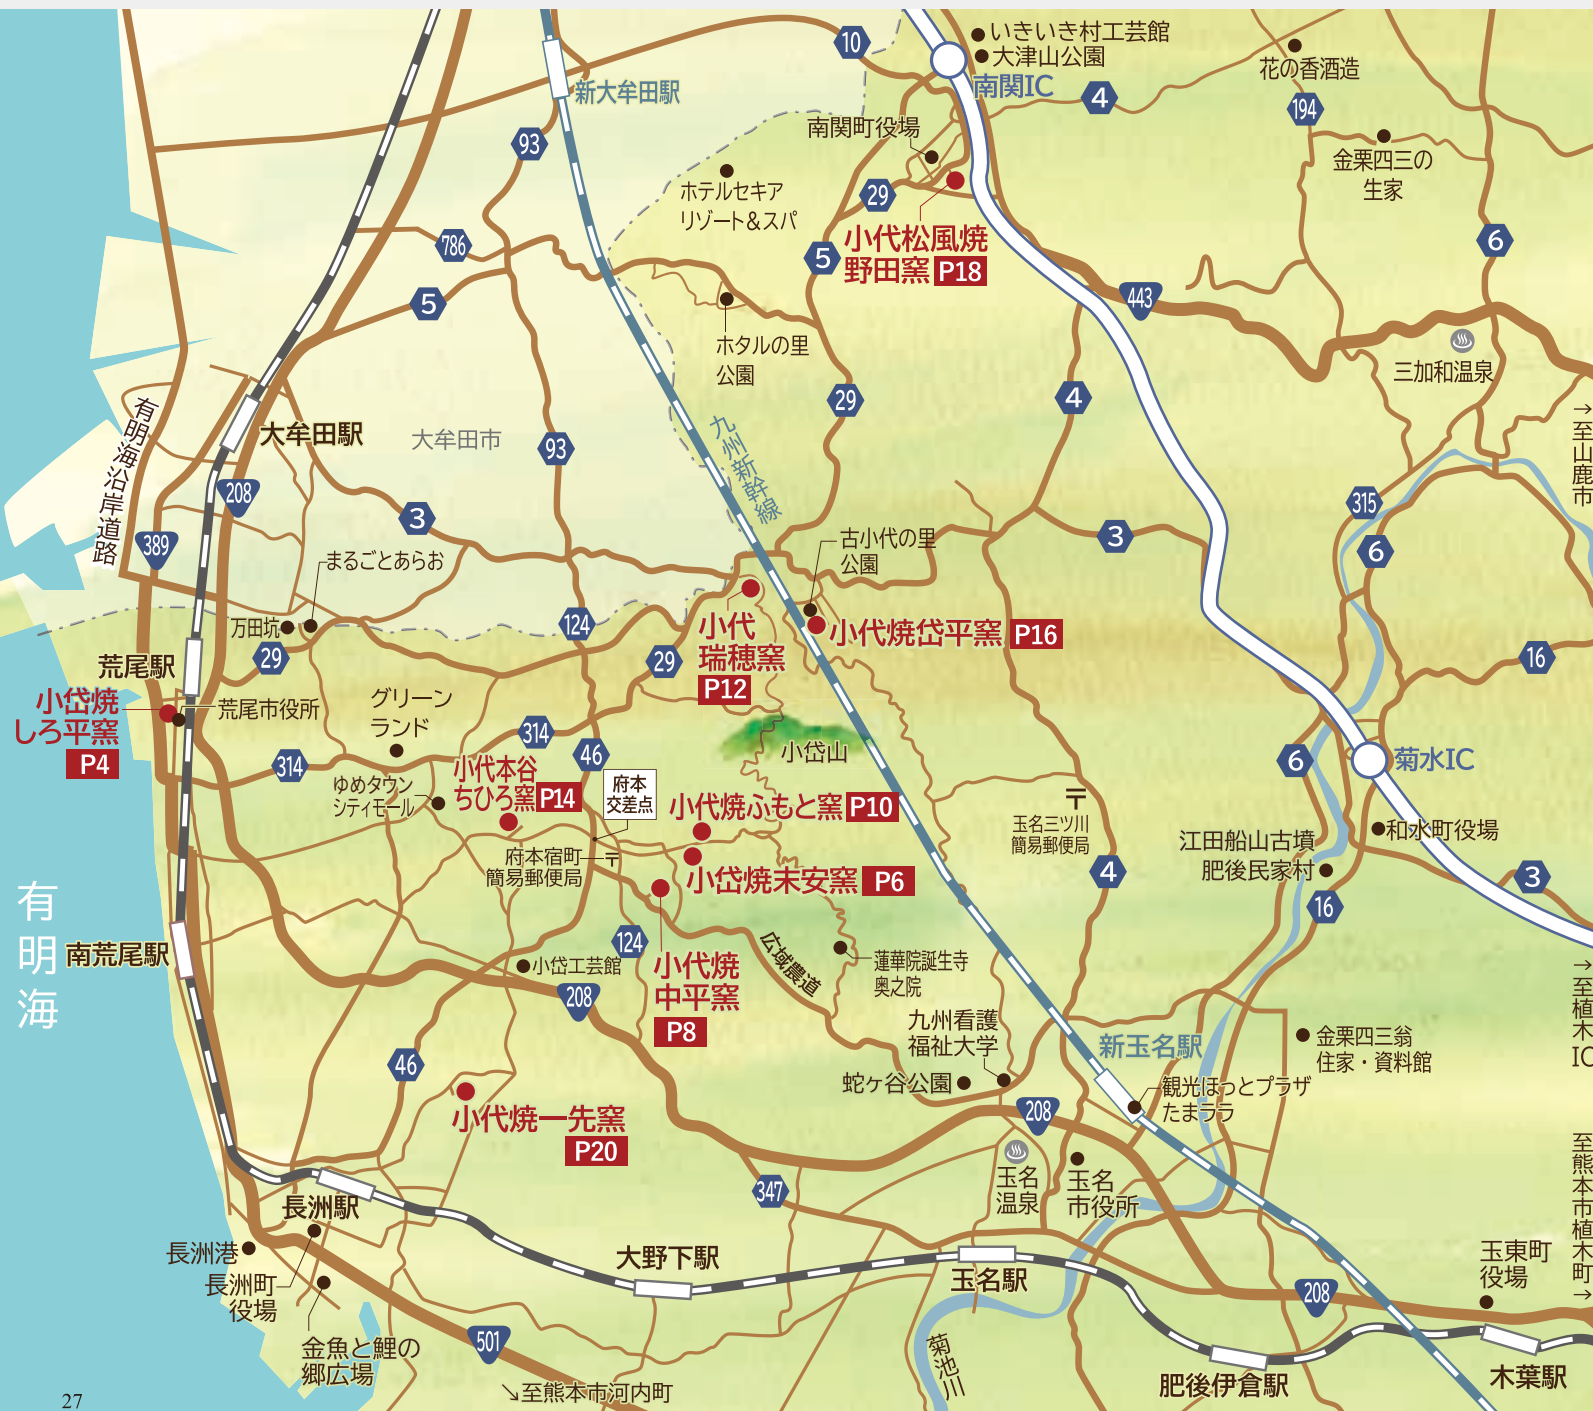 いきいき村工芸館
大津山公園
10
花の香酒造
新大牟田駅
南関IC
4
194
93
南関町役場
金栗四三の
生家
ホテルセキア
リゾート&スパ
29
786
小代松風焼
野田窯 P18
5
6
5
443
ホタルの里
公園
三加和温泉
29
4
→至山鹿市
有明海沿岸道路
大牟田駅
大牟田市
93
九州新幹線
208
3
315
389
3
6
まるごとあらお
古小代の里
公園
万田坑
124
小代
瑞穂窯
P12
小代焼岱平窯 P16
29
29
16
荒尾駅
小岱焼
しろ平窯
P4
荒尾市役所
グリーン
ランド
314
314
46
小岱山
6
菊水IC
ゆめタウン
シティモール
小代本谷
ちひろ窯 P14
府本
交差点
小代焼ふもと窯 P10
〒
玉名三ツ川
簡易郵便局
和水町役場
江田船山古墳
肥後民家村
府本宿町
簡易郵便局
〒
小岱焼末安窯 P6
4
3
16
有明海
南荒尾駅
小岱工芸館
124
小代焼
中平窯
P8
広域農道
蓮華院誕生寺
奥之院
→至植木IC
208
九州看護
福祉大学
新玉名駅
金栗四三翁
住家・資料館
46
蛇ヶ谷公園
観光ほっとプラザ
たまララ
小代焼一先窯
P20
208
至熊本市植木町→
玉名
温泉
玉名
市役所
347
長洲駅
長洲港
長洲町
役場
大野下駅
玉名駅
玉東町
役場
208
金魚と鯉の
郷広場
501
菊池川
肥後伊倉駅
木葉駅
↘至熊本市河内町
27